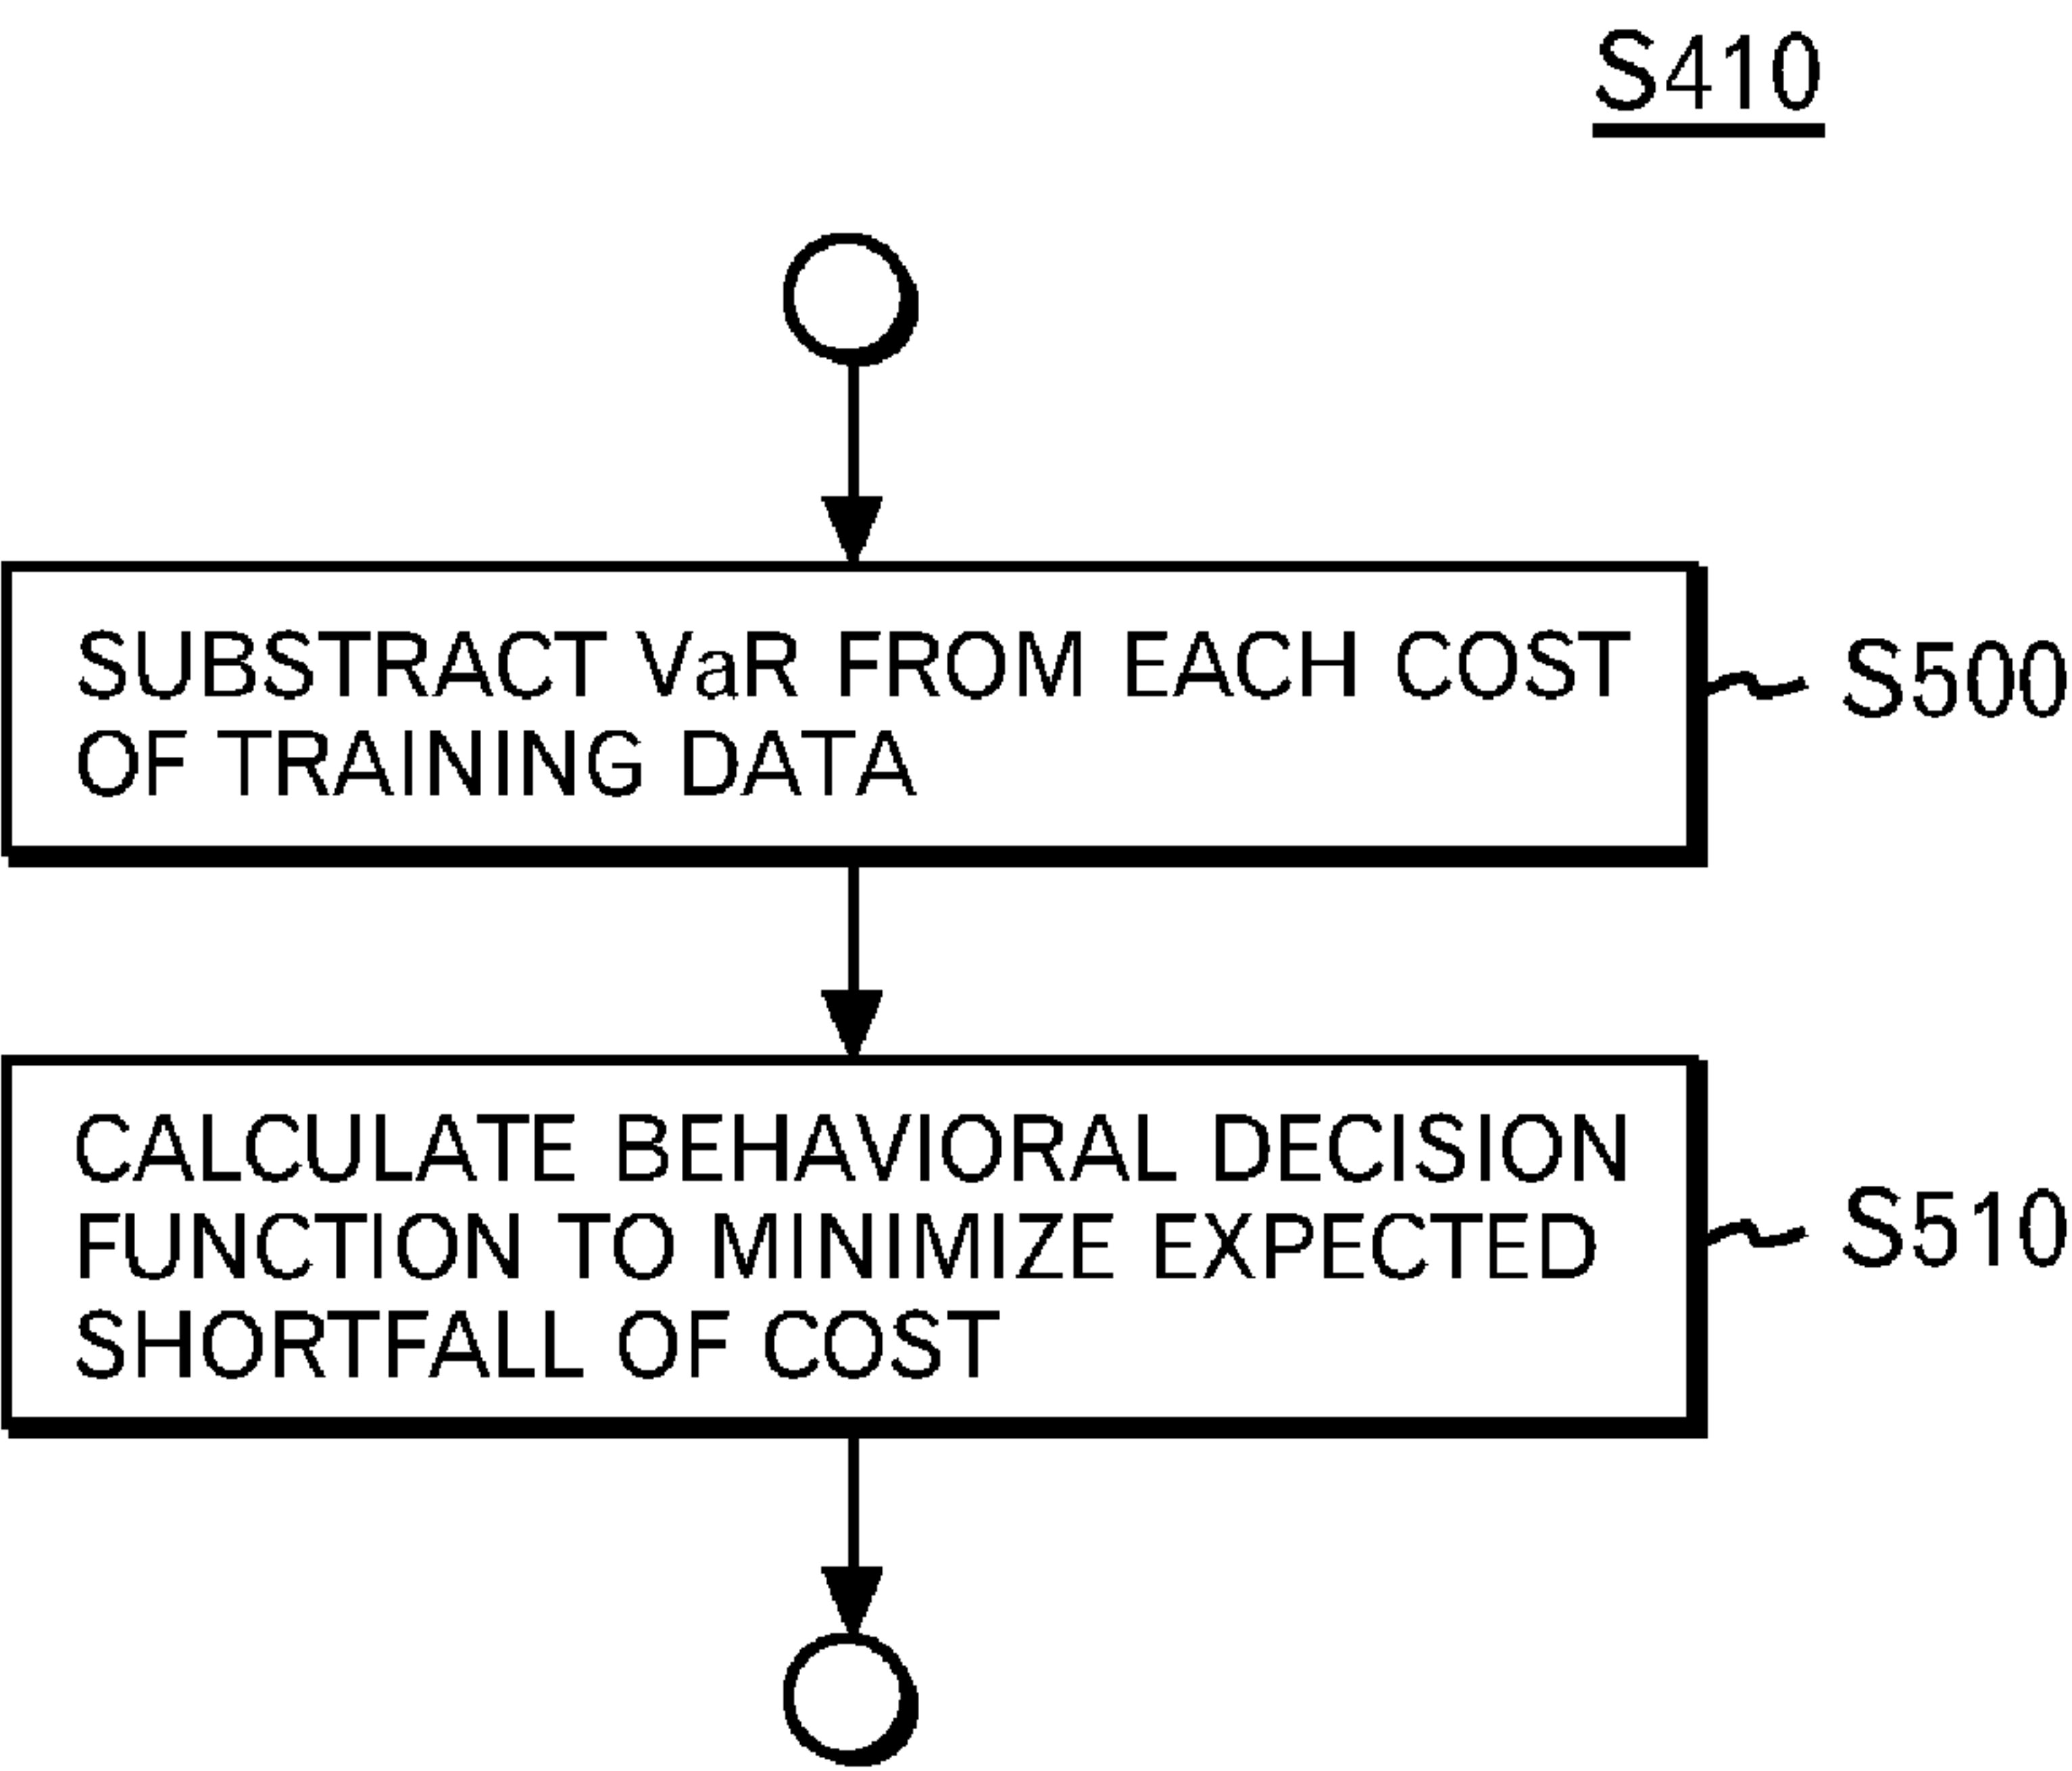 S410
SUBSTRACT VaR FROM EACH COST
OF TRAINING DATA
S500
CALCULATE BEHAVIORAL DECISION
FUNCTION TO MINIMIZE EXPECTED
SHORTFALL OF COST
S510